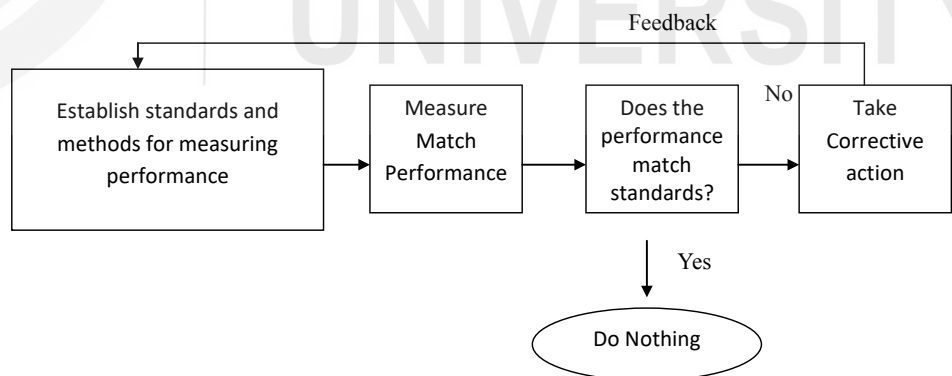 UNIVERSITY
Feedback
Establish standards and
methods for measuring
performance
Measure
Match
Performance
Does the
performance
match
standards?
No
Take
Corrective
action
Yes
Do Nothing